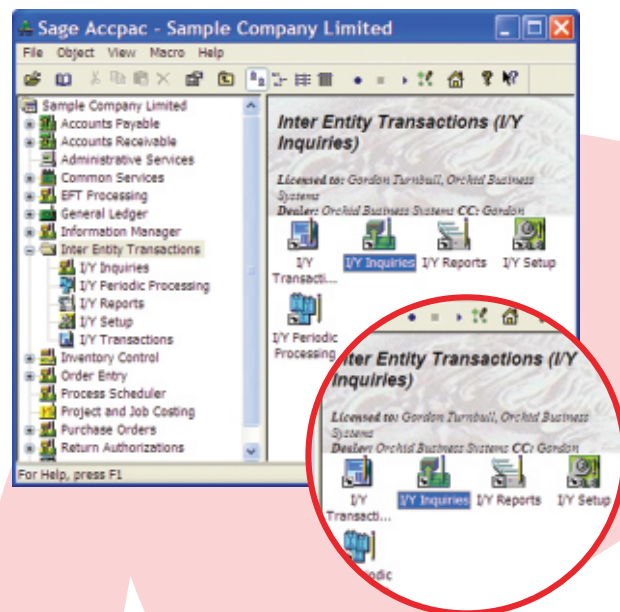 Sage Accpac - Sample Company Limited
File Object View Macro Help
Sample Company Limited
Accounts Payable
Accounts Receivable
Administrative Services
Common Services
EFT Processing
General Ledger
Information Manager
Inter Entity Transactions
I/Y Inquiries
I/Y Periodic Processing
I/Y Reports
I/Y Setup
I/Y Transactions
Inventory Control
Order Entry
Process Scheduler
Project and Job Costing
Purchase Orders
Return Authorizations
For Help, press F1
Inter Entity Transactions (I/Y
Inquiries)
Licensed to: Gordon Turnbull, Orchid Business
Systems
Dealer: Orchid Business Systems CC: Gordon
I/Y I/Y Inquiries I/Y Reports I/Y Setup
Transacti...
I/Y Periodic
Processing
ter Entity Transactions (I/Y
Inquiries)
Licensed to: Gordon Turnbull, Orchid Business
Systems
Dealer: Orchid Business Systems CC: Gordon
I/Y I/Y Inquiries I/Y Reports I/Y Setup
Transacti...
odic